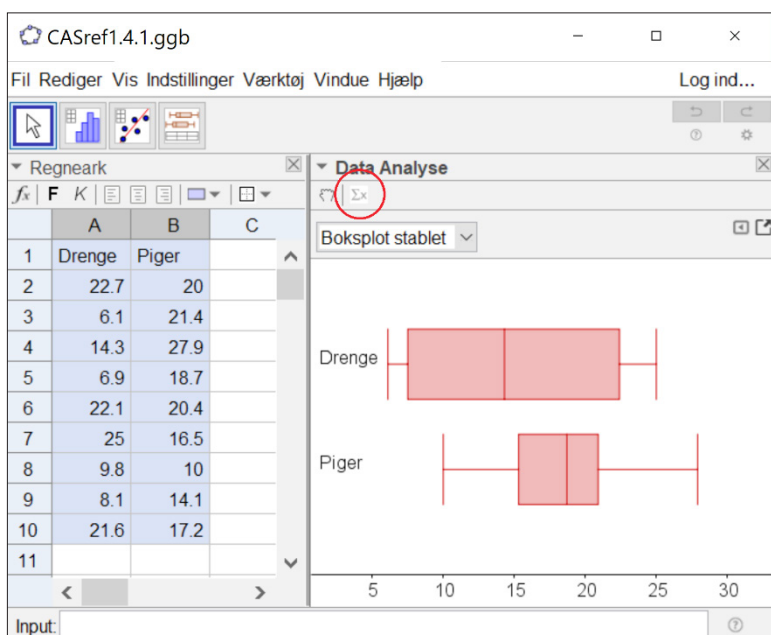 CASref1.4.1.ggb
Fil Rediger Vis Indstillinger Værktøj Vindue Hjælp Log ind...
Regneark
fx F K
A B C
1 Drenge Piger
2 22.7 20
3 6.1 21.4
4 14.3 27.9
5 6.9 18.7
6 22.1 20.4
7 25 16.5
8 9.8 10
9 8.1 14.1
10 21.6 17.2
11
Data Analyse
Σx
Boksplot stablet
Drenge
Piger
5 10 15 20 25 30
Input: